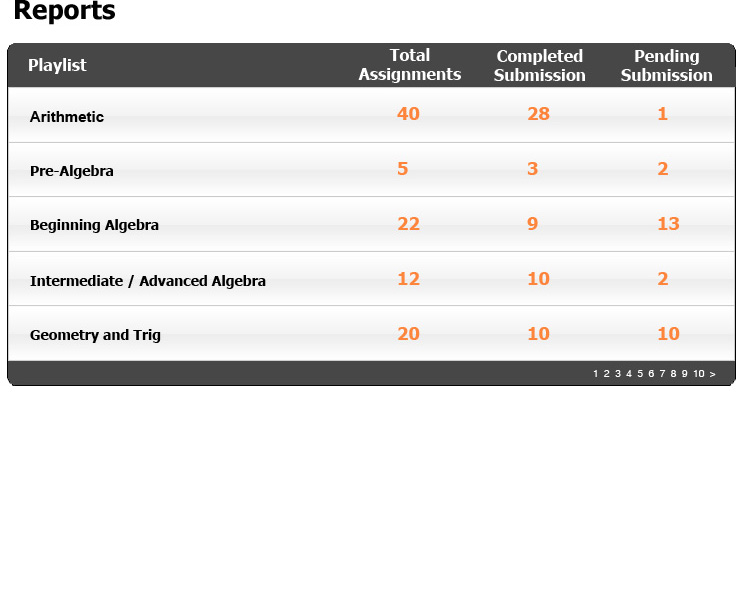 Reports
Playlist Total Assignments Completed Submission Pending Submission
Arithmetic 40 28 1
Pre-Algebra 5 3 2
Beginning Algebra 22 9 13
Intermediate / Advanced Algebra 12 10 2
Geometry and Trig 20 10 10
1 2 3 4 5 6 7 8 9 10 >